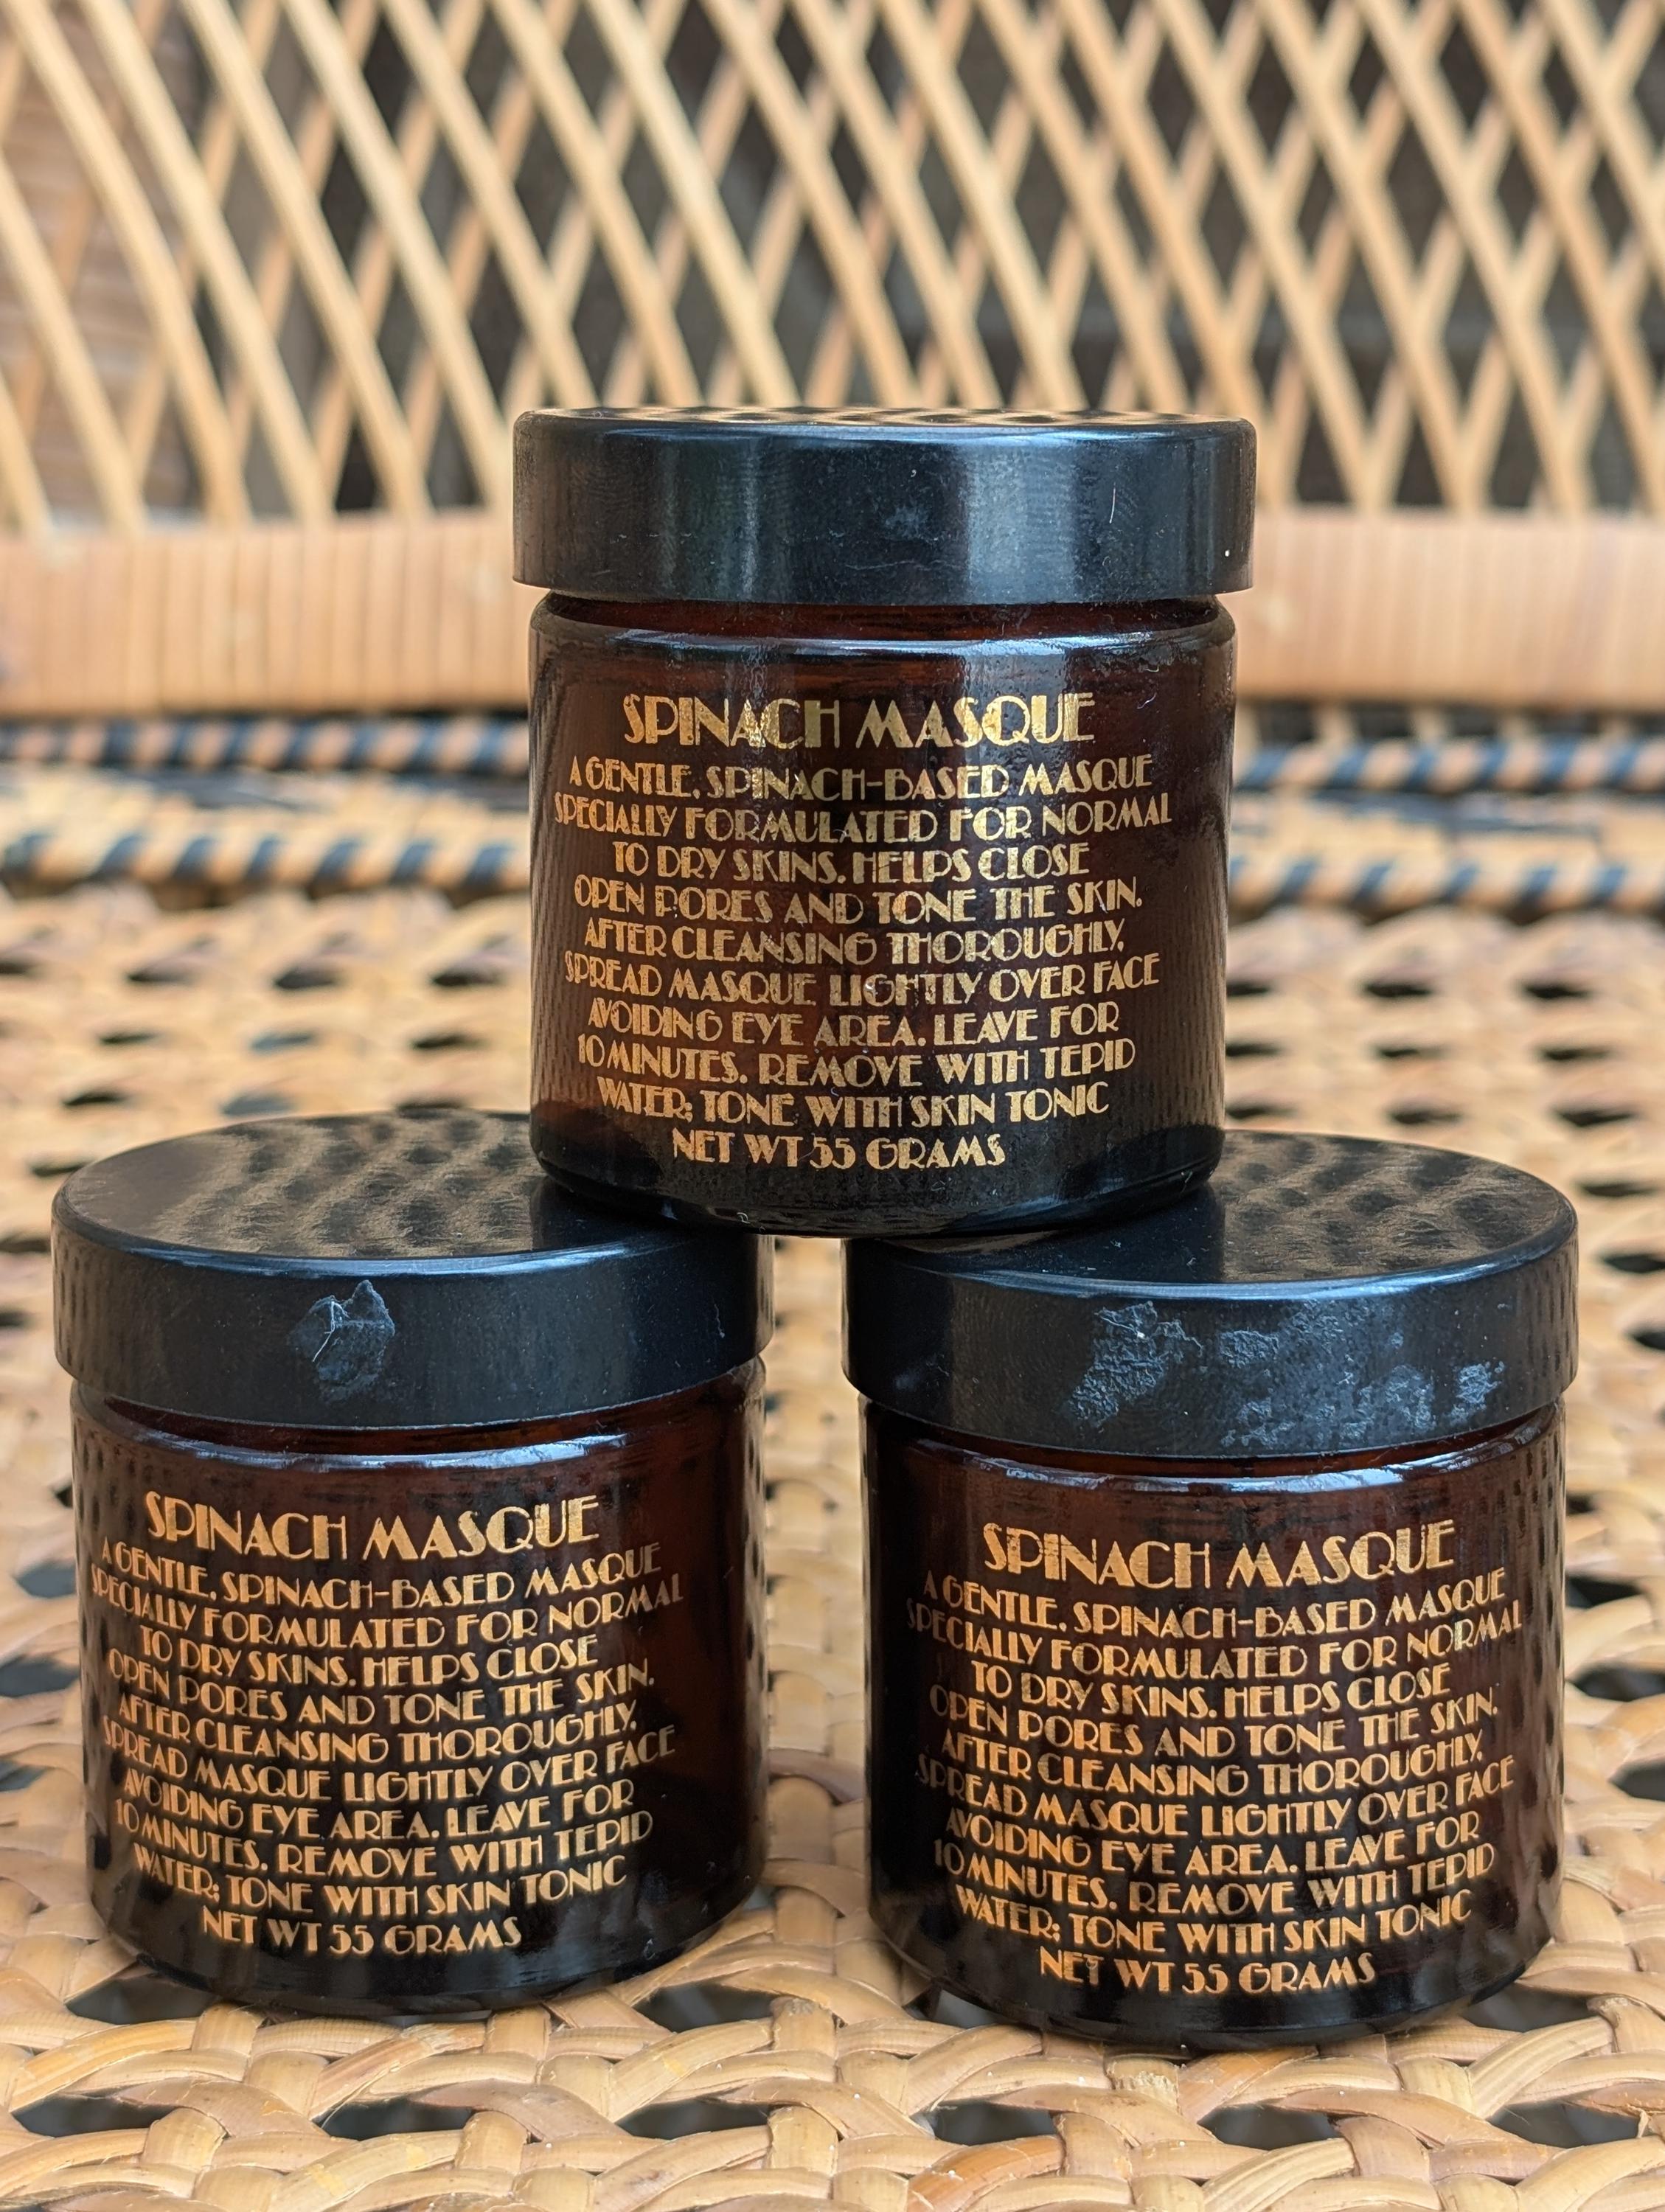 SPINACH MASQUE
A GENTLE, SPINACH-BASED MASQUE
SPECIALLY FORMULATED FOR NORMAL
TO DRY SKINS. HELPS CLOSE
OPEN PORES AND TONE THE SKIN.
AFTER CLEANSING THOROUGHLY,
SPREAD MASQUE LIGHTLY OVER FACE
AVOIDING EYE AREA. LEAVE FOR
10 MINUTES. REMOVE WITH TEPID
WATER; TONE WITH SKIN TONIC
NET WT 55 GRAMS
SPINACH MASQUE
A GENTLE, SPINACH-BASED MASQUE
SPECIALLY FORMULATED FOR NORMAL
TO DRY SKINS. HELPS CLOSE
OPEN PORES AND TONE THE SKIN.
AFTER CLEANSING THOROUGHLY,
SPREAD MASQUE LIGHTLY OVER FACE
AVOIDING EYE AREA. LEAVE FOR
10 MINUTES. REMOVE WITH TEPID
WATER; TONE WITH SKIN TONIC
NET WT 55 GRAMS
SPINACH MASQUE
A GENTLE, SPINACH-BASED MASQUE
SPECIALLY FORMULATED FOR NORMAL
TO DRY SKINS. HELPS CLOSE
OPEN PORES AND TONE THE SKIN.
AFTER CLEANSING THOROUGHLY,
SPREAD MASQUE LIGHTLY OVER FACE
AVOIDING EYE AREA. LEAVE FOR
10 MINUTES. REMOVE WITH TEPID
WATER; TONE WITH SKIN TONIC
NET WT 55 GRAMS